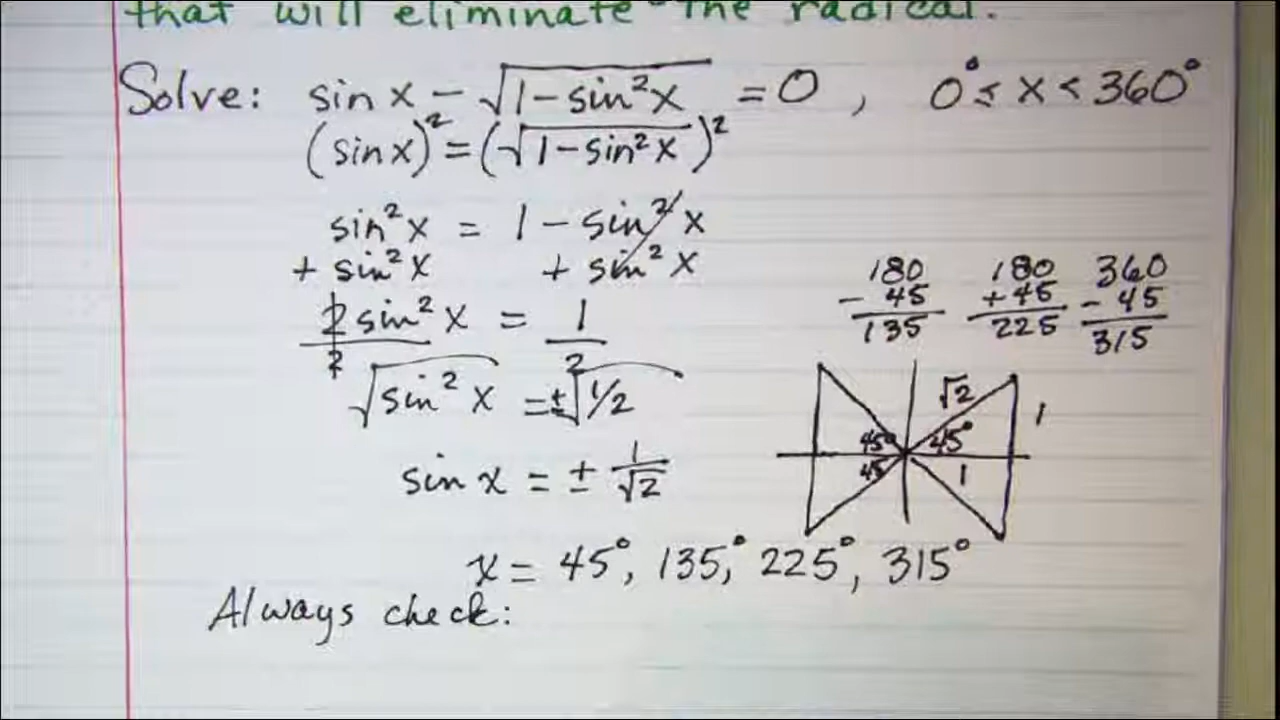 that will eliminate the radical.
Solve: sin x − √(1−sin²x) = 0 , 0° ≤ x < 360°
(sin x)² = (√(1−sin²x))²
sin²x = 1 − sin²x
+ sin²x + sin²x
2 sin²x = 1
2 2
√(sin²x) = ±√(1/2)
sin x = ± 1/√2
180 180 360
− 45 + 45 − 45
135 225 315
√2 1
45° 45°
45 1
x = 45°, 135°, 225°, 315°
Always check: